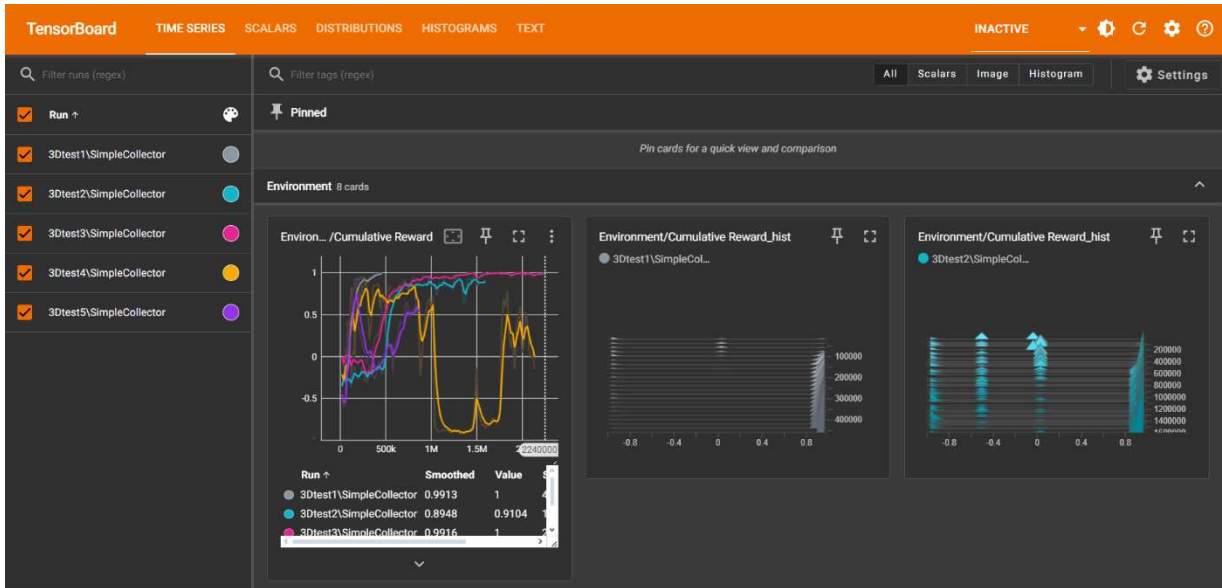 TensorBoard TIME SERIES SCALARS DISTRIBUTIONS HISTOGRAMS TEXT INACTIVE
Filter runs (regex)
Run ↑
3Dtest1\SimpleCollector
3Dtest2\SimpleCollector
3Dtest3\SimpleCollector
3Dtest4\SimpleCollector
3Dtest5\SimpleCollector
Filter tags (regex) All Scalars Image Histogram Settings
Pinned
Pin cards for a quick view and comparison
Environment 8 cards
Environ... /Cumulative Reward
1
0.5
0
-0.5
0 500k 1M 1.5M 2240000
Run ↑ Smoothed Value
3Dtest1\SimpleCollector 0.9913 1
3Dtest2\SimpleCollector 0.8948 0.9104
3Dtest3\SimpleCollector 0.9916 1
Environment/Cumulative Reward_hist
3Dtest1\SimpleCol...
100000
200000
300000
400000
-0.8 -0.4 0 0.4 0.8
Environment/Cumulative Reward_hist
3Dtest2\SimpleCol...
200000
400000
600000
800000
1000000
1200000
1400000
-0.8 -0.4 0 0.4 0.8